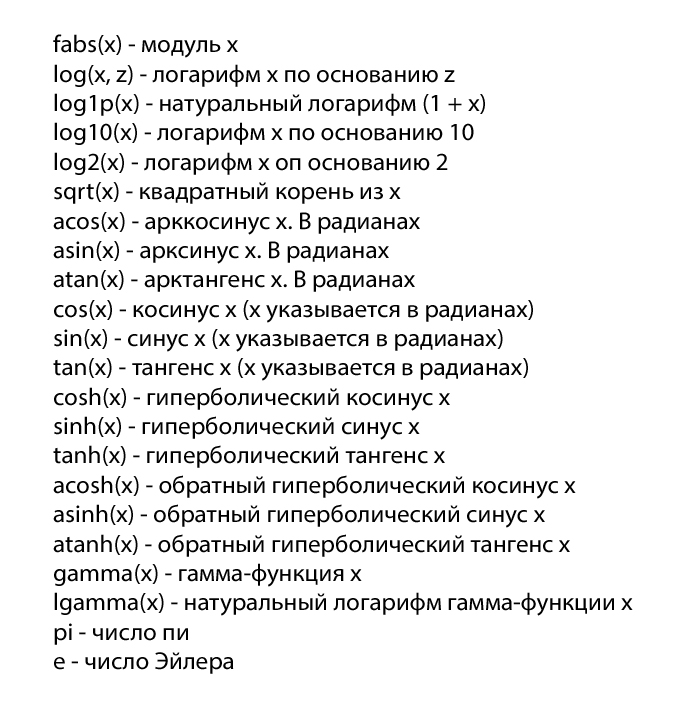 fabs(x) - модуль x
log(x, z) - логарифм x по основанию z
log1p(x) - натуральный логарифм (1 + x)
log10(x) - логарифм x по основанию 10
log2(x) - логарифм x оп основанию 2
sqrt(x) - квадратный корень из x
acos(x) - арккосинус x. В радианах
asin(x) - арксинус x. В радианах
atan(x) - арктангенс x. В радианах
cos(x) - косинус x (x указывается в радианах)
sin(x) - синус x (x указывается в радианах)
tan(x) - тангенс x (x указывается в радианах)
cosh(x) - гиперболический косинус x
sinh(x) - гиперболический синус x
tanh(x) - гиперболический тангенс x
acosh(x) - обратный гиперболический косинус x
asinh(x) - обратный гиперболический синус x
atanh(x) - обратный гиперболический тангенс x
gamma(x) - гамма-функция x
lgamma(x) - натуральный логарифм гамма-функции x
pi - число пи
e - число Эйлера